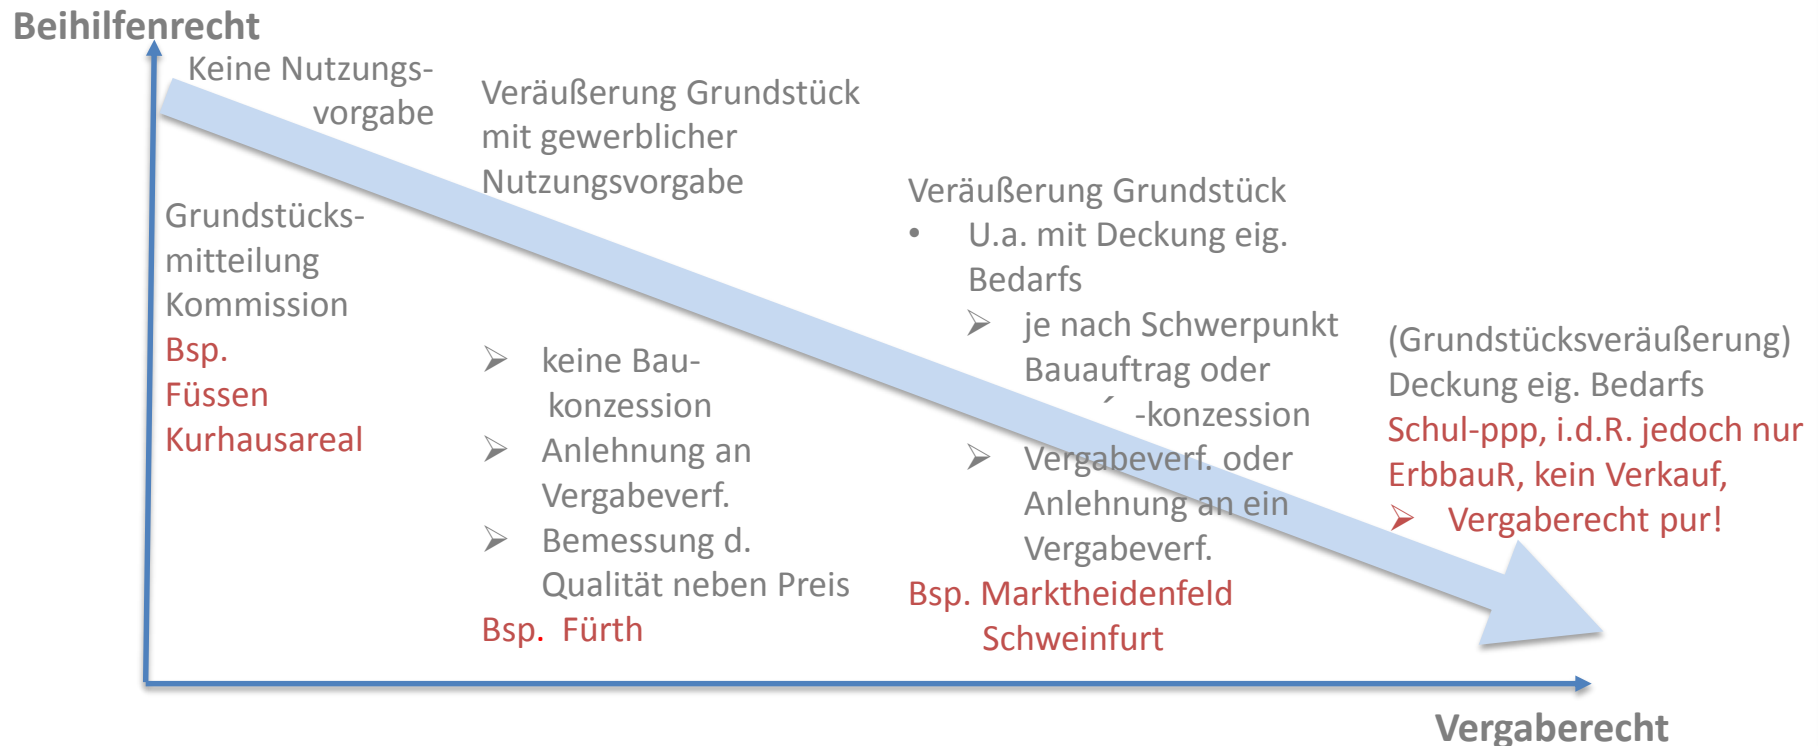 Beihilfenrecht
Keine Nutzungs-
vorgabe
Grundstücks-
mitteilung
Kommission
Bsp.
Füssen
Kurhausareal
Veräußerung Grundstück
mit gewerblicher
Nutzungsvorgabe
➢ keine Bau-
konzession
➢ Anlehnung an
Vergabeverf.
➢ Bemessung d.
Qualität neben Preis
Bsp. Fürth
Veräußerung Grundstück
• U.a. mit Deckung eig.
Bedarfs
➢ je nach Schwerpunkt
Bauauftrag oder
´ -konzession
➢ Vergabeverf. oder
Anlehnung an ein
Vergabeverf.
Bsp. Marktheidenfeld
Schweinfurt
(Grundstücksveräußerung)
Deckung eig. Bedarfs
Schul-ppp, i.d.R. jedoch nur
ErbbauR, kein Verkauf,
➢ Vergaberecht pur!
Vergaberecht